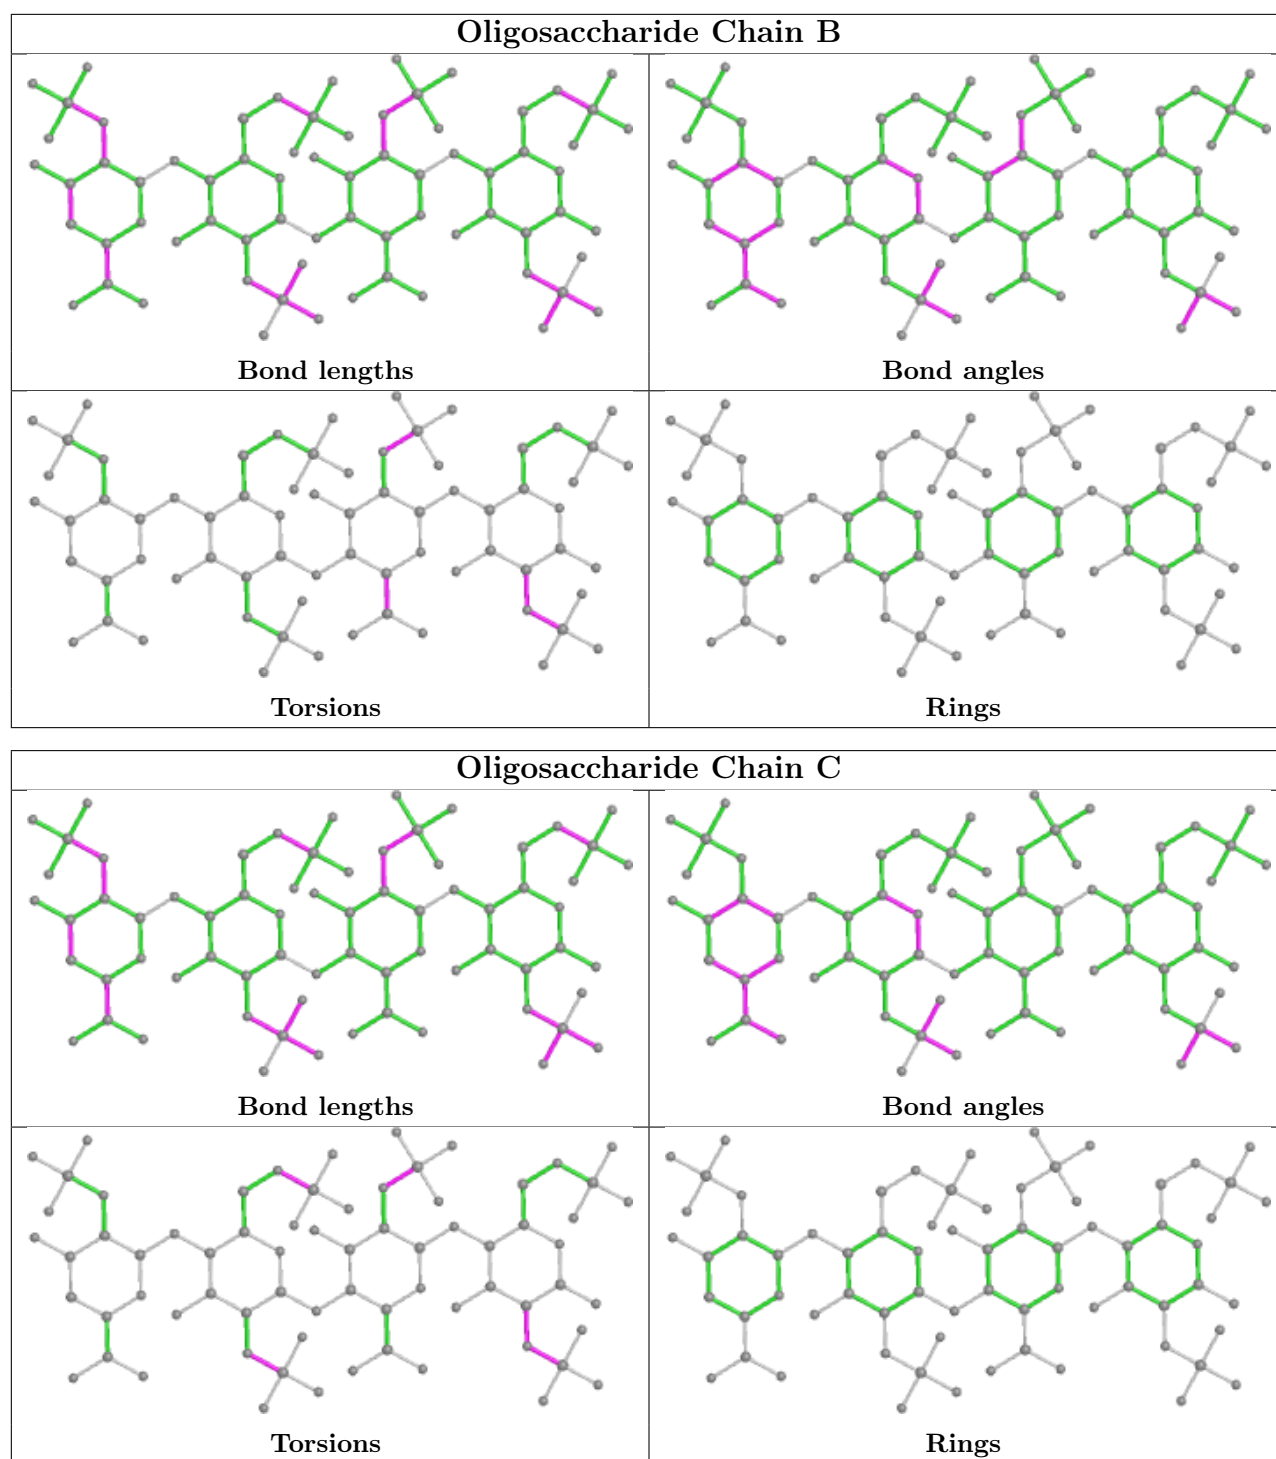 Oligosaccharide Chain B
Bond lengths
Bond angles
Torsions
Rings
Oligosaccharide Chain C
Bond lengths
Bond angles
Torsions
Rings